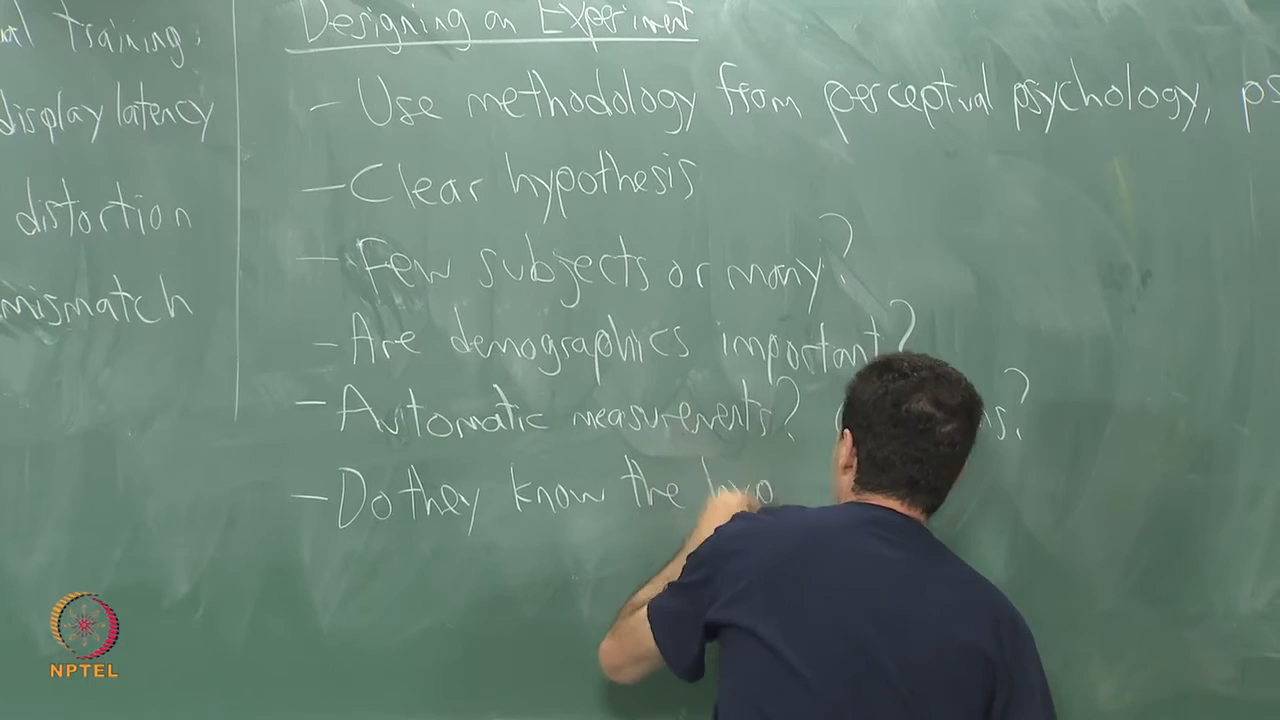 training.
display latency
distortion
mismatch
Designing an Experiment
- Use methodology from perceptual psychology, ps
- Clear hypothesis
- Few subjects or many?
- Are demographics important?
- Automatic measurements? ?
- Do they know the hypo
NPTEL